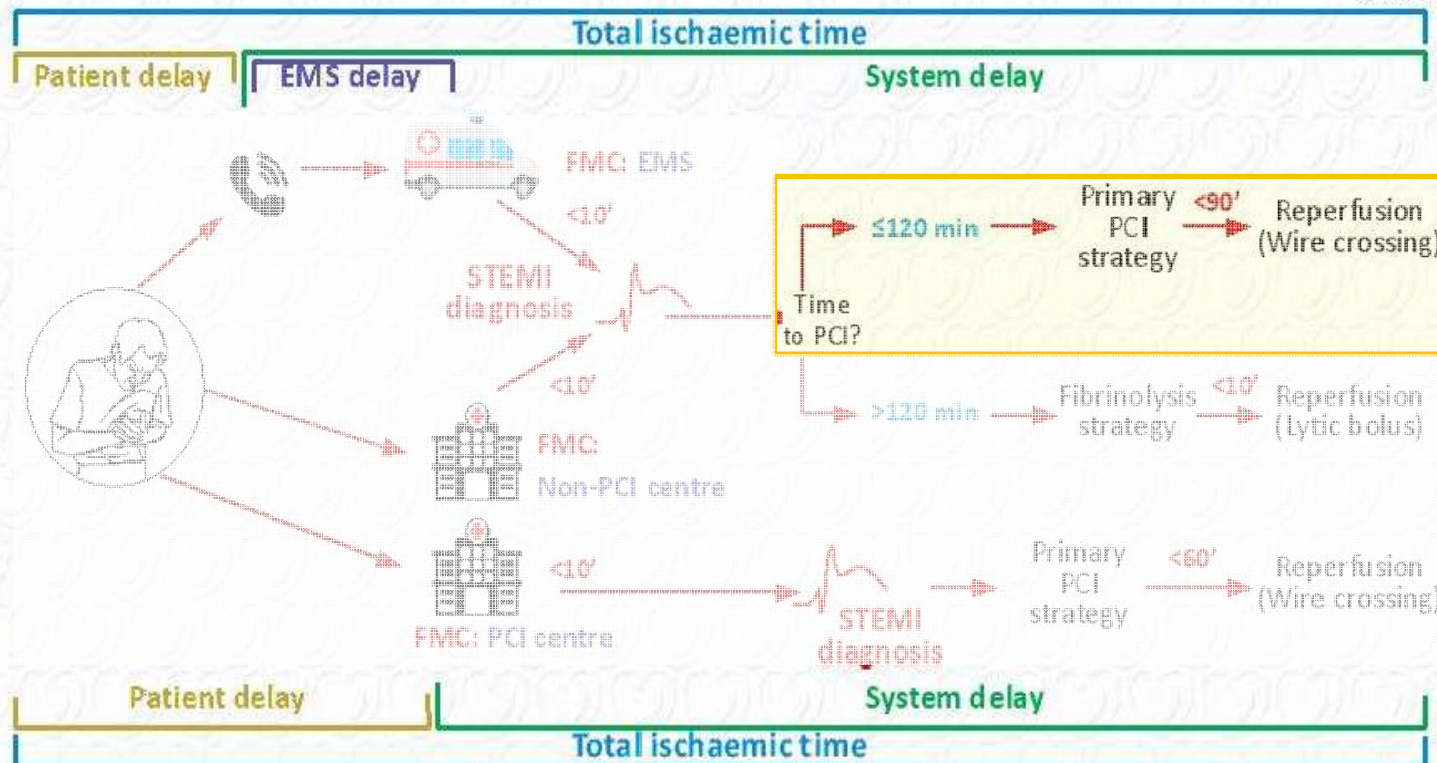 Total ischaemic time
Patient delay
EMS delay
System delay
FMC: EMS
<10'
STEMI
diagnosis
<10'
FMC:
Non-PCI centre
Time
to PCI?
≤120 min
Primary
PCI
strategy
<90'
Reperfusion
(Wire crossing)
>120 min
Fibrinolysis
strategy
<10'
Reperfusion
(Lytic bolus)
FMC: PCI centre
<10'
STEMI
diagnosis
Primary
PCI
strategy
<60'
Reperfusion
(Wire crossing)
Patient delay
System delay
Total ischaemic time